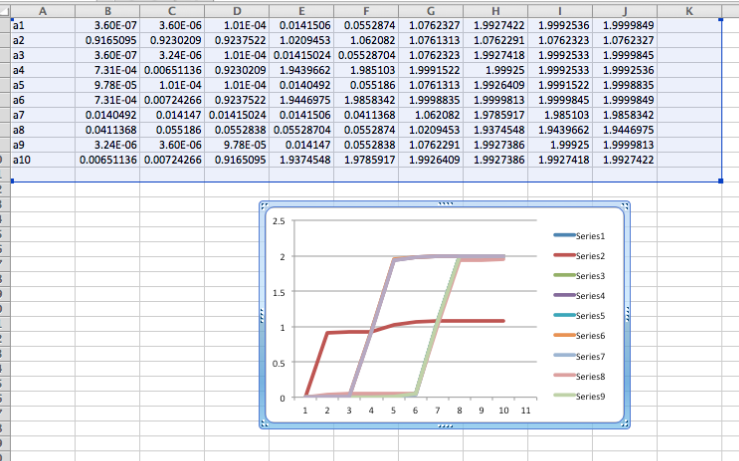 A B C D E F G H I J K
a1 3.60E-07 3.60E-06 1.01E-04 0.0141506 0.0552874 1.0762327 1.9927422 1.9992536 1.9999849
a2 0.9165095 0.9230209 0.9237522 1.0209453 1.062082 1.0761313 1.0762291 1.0762323 1.0762327
a3 3.60E-07 3.24E-06 1.01E-04 0.01415024 0.05528704 1.0762323 1.9927418 1.9992533 1.9999845
a4 7.31E-04 0.00651136 0.9230209 1.9439662 1.985103 1.9991522 1.99925 1.9992533 1.9992536
a5 9.78E-05 1.01E-04 1.01E-04 0.0140492 0.055186 1.0761313 1.9926409 1.9991522 1.9998835
a6 7.31E-04 0.00724266 0.9237522 1.9446975 1.9858342 1.9998835 1.9999813 1.9999845 1.9999849
a7 0.0140492 0.014147 0.01415024 0.0141506 0.0411368 1.062082 1.9785917 1.985103 1.9858342
a8 0.0411368 0.055186 0.0552838 0.05528704 0.0552874 1.0209453 1.9374548 1.9439662 1.9446975
a9 3.24E-06 3.60E-06 9.78E-05 0.014147 0.0552838 1.0762291 1.9927386 1.99925 1.9999813
a10 0.00651136 0.00724266 0.9165095 1.9374548 1.9785917 1.9926409 1.9927386 1.9927418 1.9927422
2.5
2
1.5
1
0.5
0
1 2 3 4 5 6 7 8 9 10 11
Series1
Series2
Series3
Series4
Series5
Series6
Series7
Series8
Series9